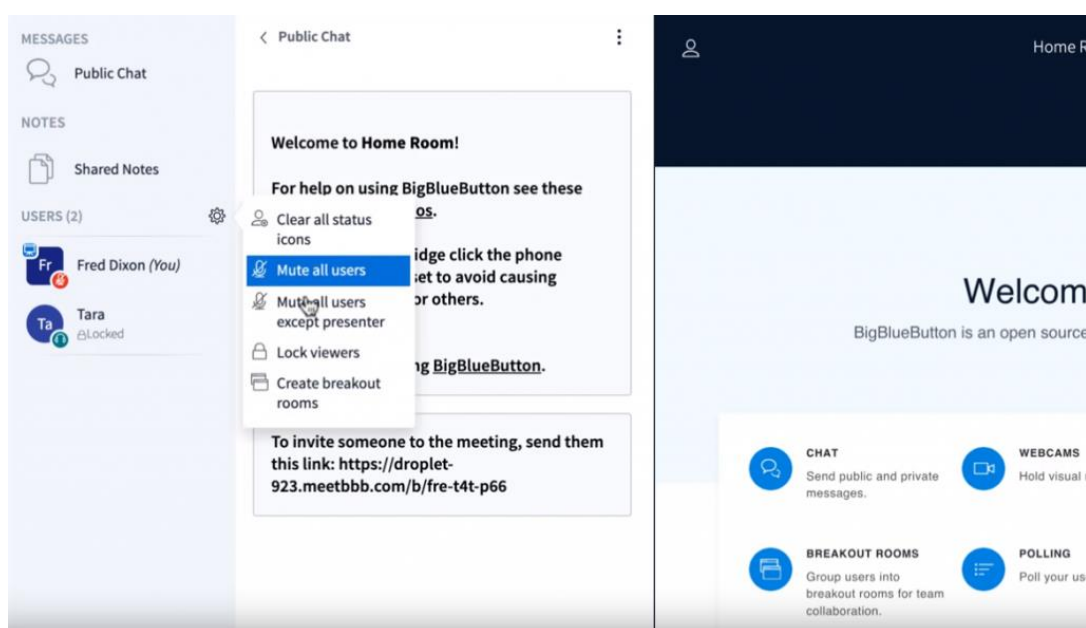 MESSAGES
Public Chat
NOTES
Shared Notes
USERS (2)
Fr
Fred Dixon (You)
Ta
Tara
Locked
Public Chat
Welcome to Home Room!
For help on using BigBlueButton see these
os.
idge click the phone
set to avoid causing
or others.
ng BigBlueButton.
To invite someone to the meeting, send them
this link: https://droplet-
923.meetbbb.com/b/fre-t4t-p66
Clear all status
icons
Mute all users
Mute all users
except presenter
Lock viewers
Create breakout
rooms
Home R
Welcom
BigBlueButton is an open source
CHAT
Send public and private
messages.
WEBCAMS
Hold visual
BREAKOUT ROOMS
Group users into
breakout rooms for team
collaboration.
POLLING
Poll your us